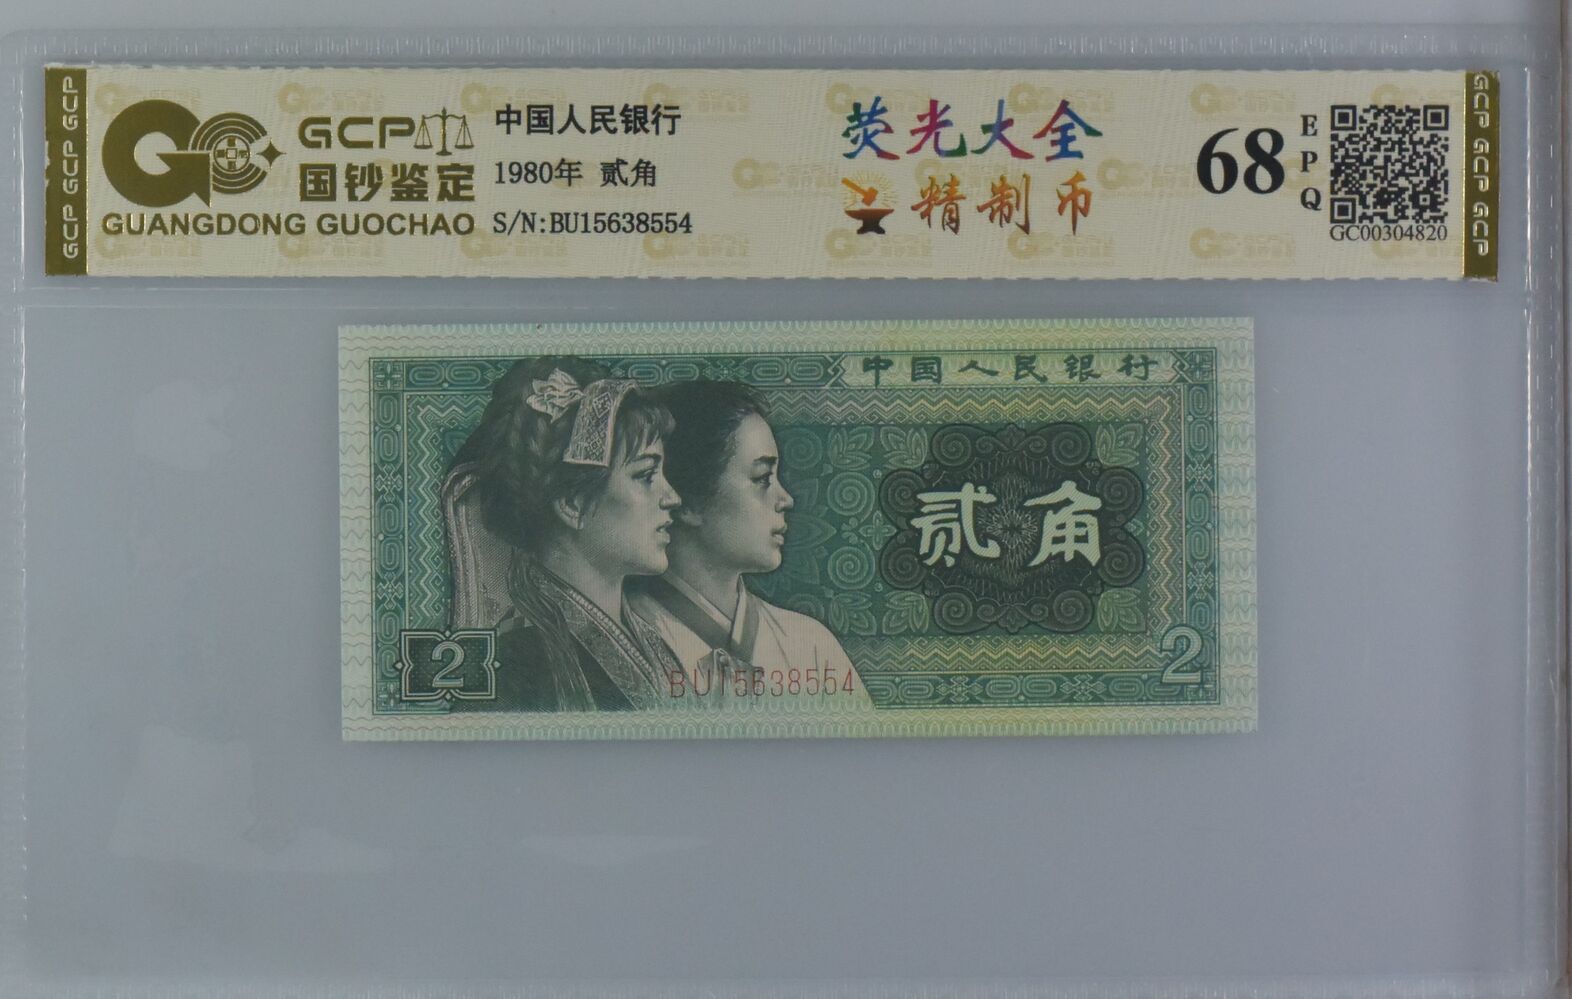 GCP GCP GCP
GCP
国钞鉴定
GUANGDONG GUOCHAO
中国人民银行
1980年 贰角
S/N:BU15638554
荧光大全
精制币
68
EPQ
GC00304820
GCP GCP GCP
中国人民银行
贰角
2
2
BU15638554